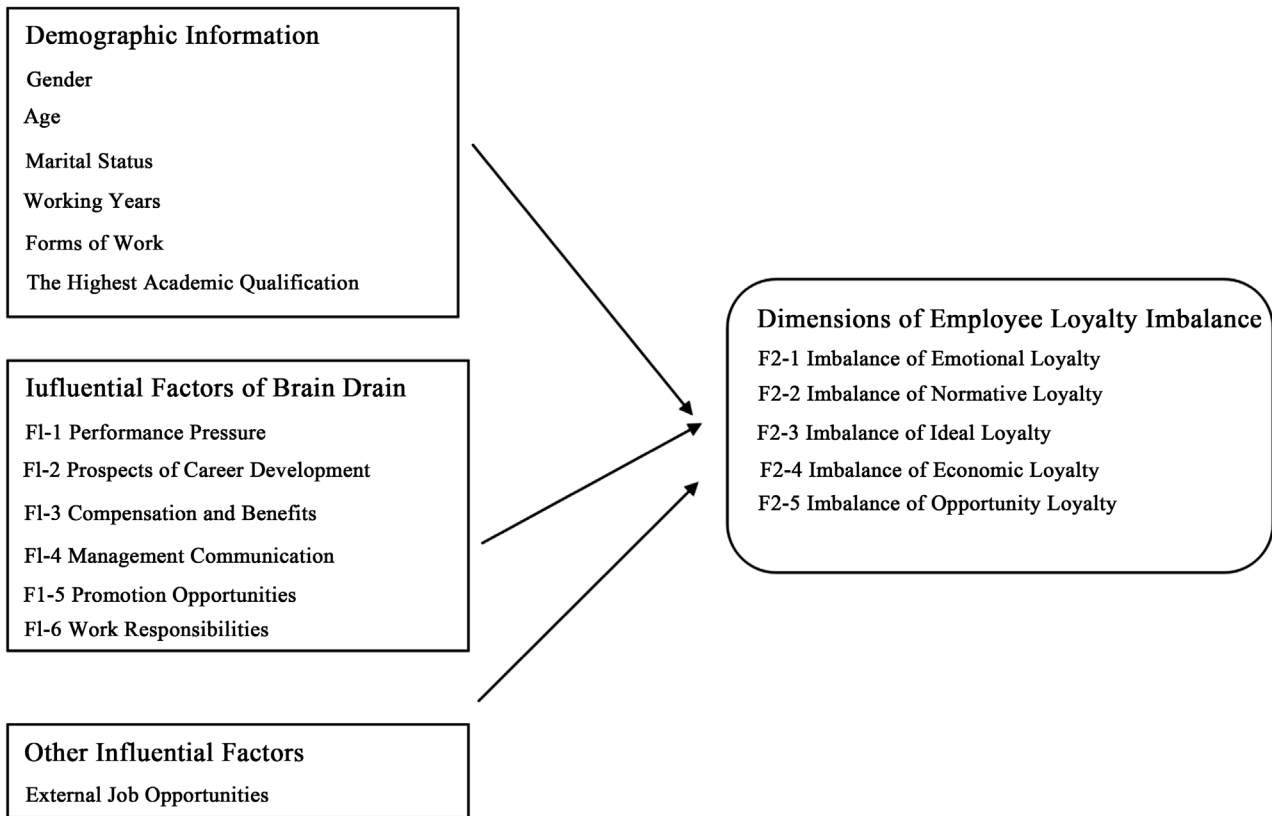 Demographic Information
Gender
Age
Marital Status
Working Years
Forms of Work
The Highest Academic Qualification
Iufluential Factors of Brain Drain
Fl-1 Performance Pressure
Fl-2 Prospects of Career Development
Fl-3 Compensation and Benefits
Fl-4 Management Communication
F1-5 Promotion Opportunities
Fl-6 Work Responsibilities
Other Influential Factors
External Job Opportunities
Dimensions of Employee Loyalty Imbalance
F2-1 Imbalance of Emotional Loyalty
F2-2 Imbalance of Normative Loyalty
F2-3 Imbalance of Ideal Loyalty
F2-4 Imbalance of Economic Loyalty
F2-5 Imbalance of Opportunity Loyalty